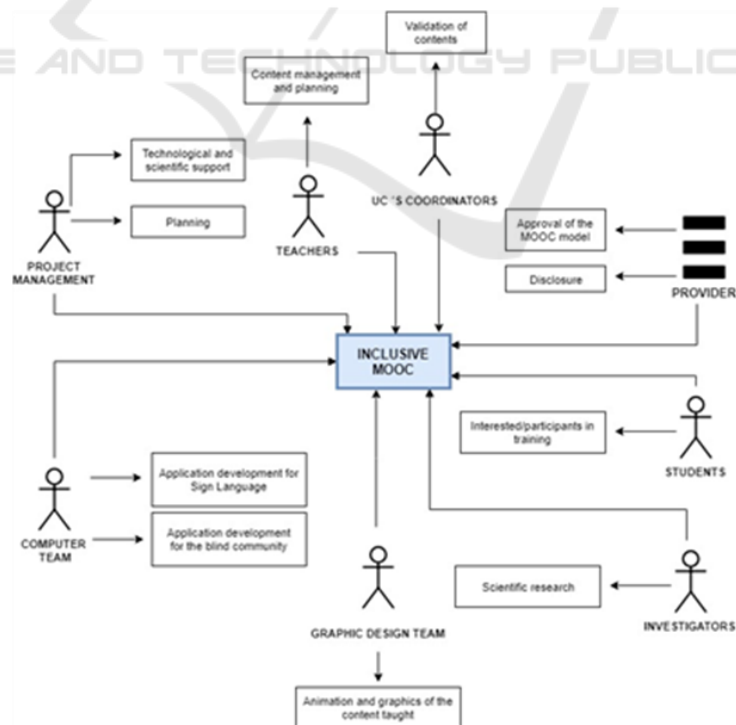 Validation of
contents
E AND TECHNOLOGY PUBLIC
Content management
and planning
Technological and
scientific support
Planning
PROJECT
MANAGEMENT
TEACHERS
UC ´S COORDINATORS
Approval of the
MOOC model
Disclosure
PROVIDER
INCLUSIVE
MOOC
Interested/participants in
training
STUDENTS
Application development for
Sign Language
Application development
for the blind community
COMPUTER
TEAM
GRAPHIC DESIGN TEAM
Scientific research
INVESTIGATORS
Animation and graphics of the
content taught